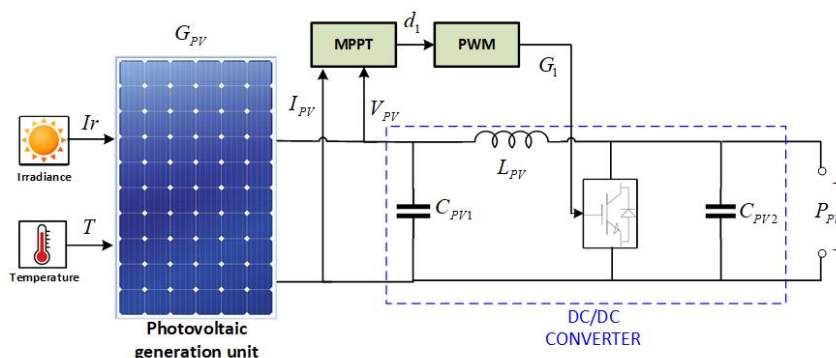 G_PV
MPPT
d_1
PWM
G_1
I_PV
V_PV
Ir
Irradiance
L_PV
C_PV1
C_PV2
T
Temperature
Photovoltaic
generation unit
DC/DC
CONVERTER